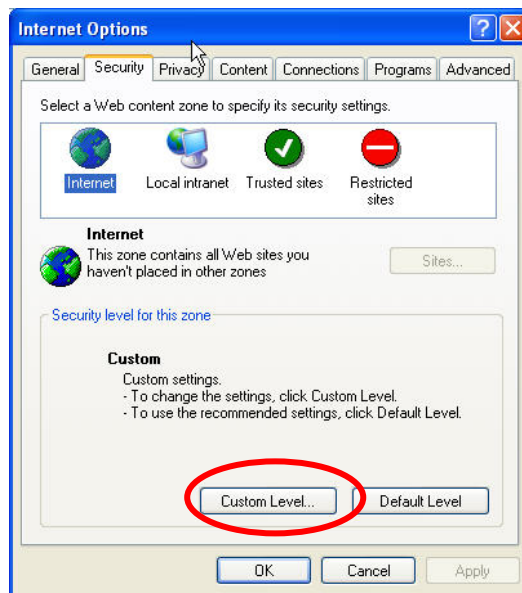 Internet Options
General Security Privacy Content Connections Programs Advanced
Select a Web content zone to specify its security settings.
Internet Local intranet Trusted sites Restricted
sites
Internet
This zone contains all Web sites you
haven't placed in other zones
Sites...
Security level for this zone
Custom
Custom settings.
- To change the settings, click Custom Level.
- To use the recommended settings, click Default Level.
Custom Level... Default Level
OK Cancel Apply